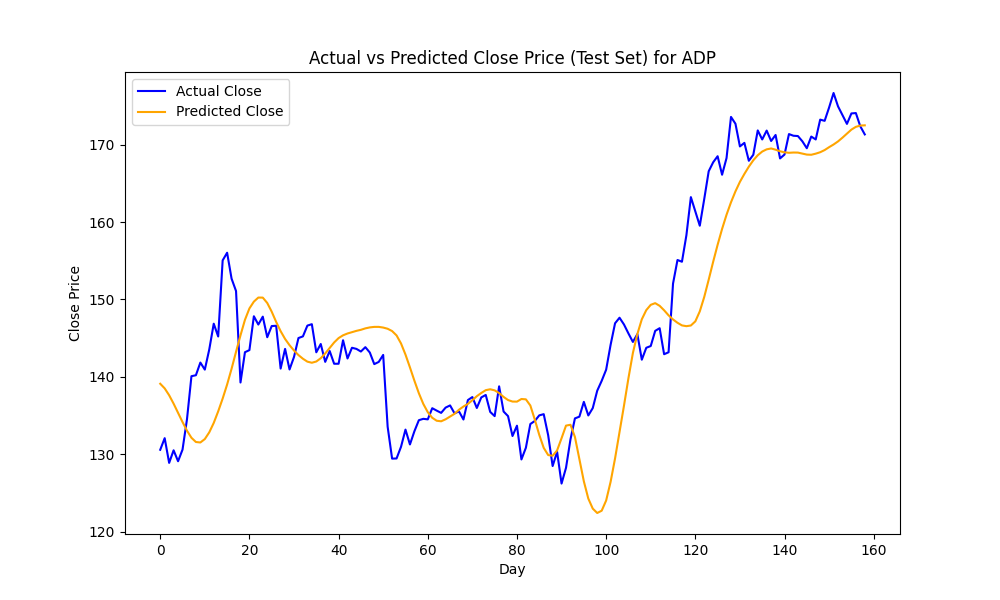 Actual vs Predicted Close Price (Test Set) for ADP
Actual Close
Predicted Close
170
160
150
140
130
120
Close Price
0 20 40 60 80 100 120 140 160
Day